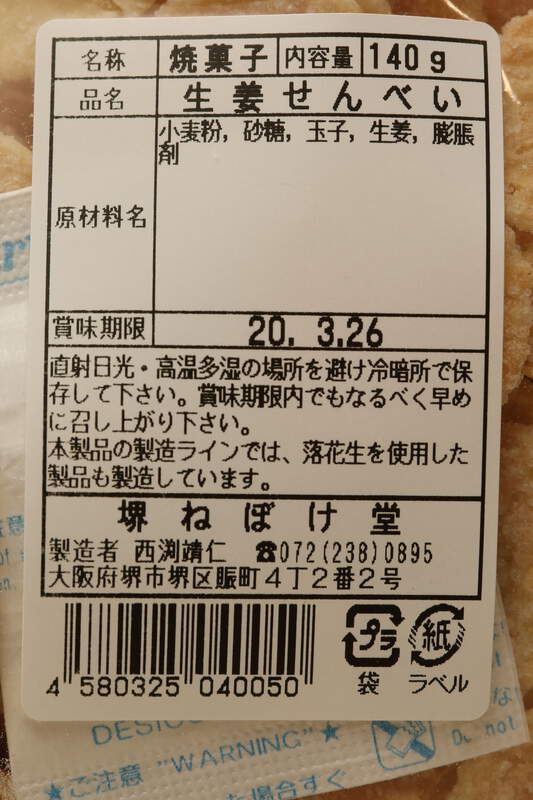 名称 焼菓子 内容量 140g
品名 生姜せんべい
原材料名 小麦粉，砂糖，玉子，生姜，膨脹
剤
賞味期限 20. 3.26
直射日光・高温多湿の場所を避け冷暗所で保
存して下さい。賞味期限内でもなるべく早め
に召し上がり下さい。
本製品の製造ラインでは、落花生を使用した
製品も製造しています。
堺ねぼけ堂
製造者 西渕靖仁 ☎072(238)0895
大阪府堺市堺区賑町４丁２番２号
4 580325 040050
プラ 紙
袋 ラベル
★ご注意 "WARNING"★
Do not